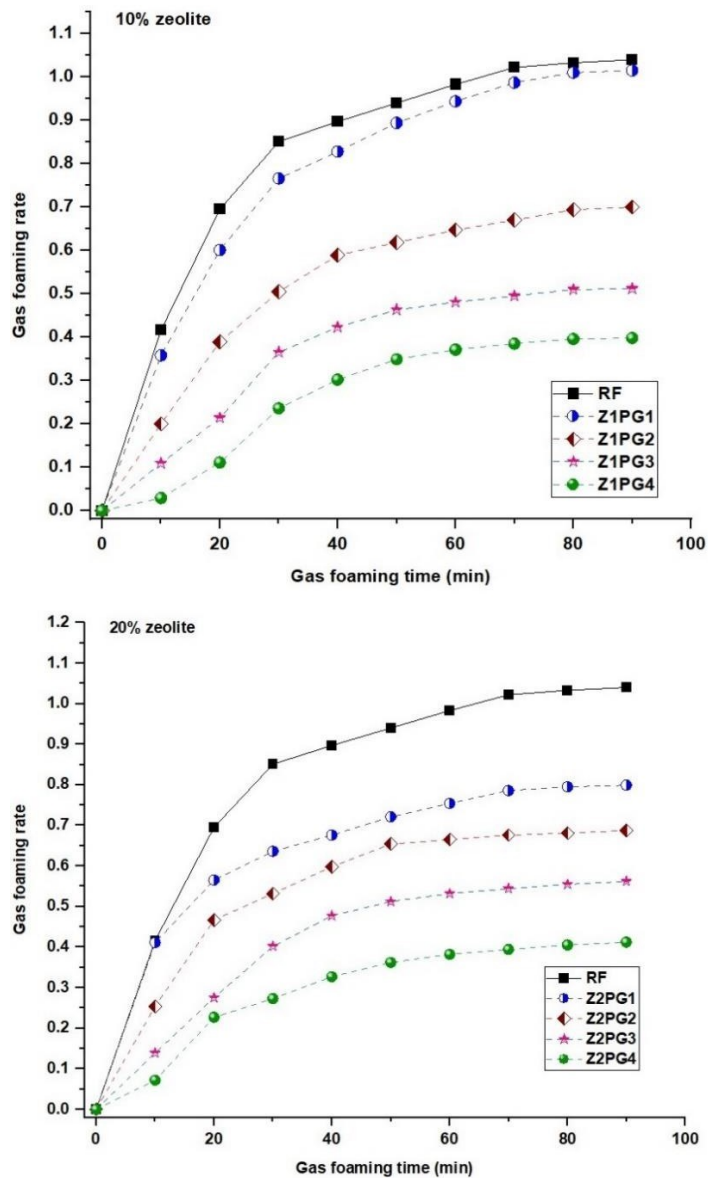 10% zeolite
1.1
1.0
0.9
0.8
0.7
0.6
0.5
0.4
0.3
0.2
0.1
0.0
Gas foaming rate
RF
Z1PG1
Z1PG2
Z1PG3
Z1PG4
0 20 40 60 80 100
Gas foaming time (min)
20% zeolite
1.2
1.1
1.0
0.9
0.8
0.7
0.6
0.5
0.4
0.3
0.2
0.1
0.0
Gas foaming rate
RF
Z2PG1
Z2PG2
Z2PG3
Z2PG4
0 20 40 60 80 100
Gas foaming time (min)